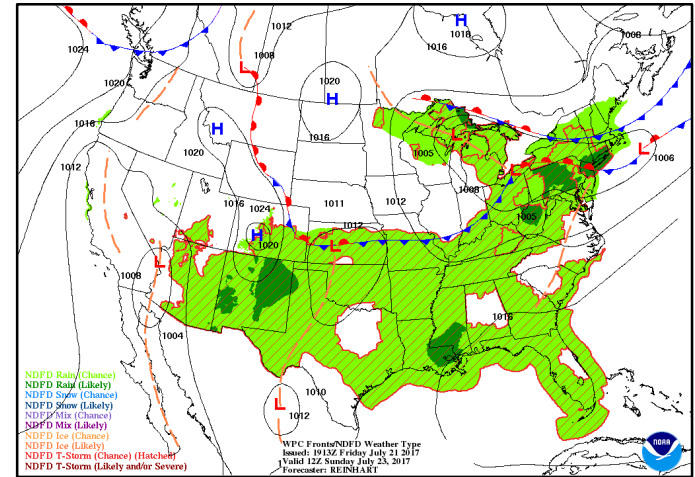 1012
1024
1008
H
1018
1016
1008
L
1020
1020
H
H
1016
1016
L
1005
1020
L
1006
1012
L
1008
1016
1024
1011
1012
1012
1005
H
1020
L
L
1008
1016
1004
1010
L
1012
NDFD Rain (Chance)
NDFD Rain (Likely)
NDFD Snow (Chance)
NDFD Snow (Likely)
NDFD Mix (Chance)
NDFD Mix (Likely)
NDFD Ice (Chance)
NDFD Ice (Likely)
NDFD T-Storm (Chance) (Hatched)
NDFD T-Storm (Likely and/or Severe)
WPC Fronts/NDFD Weather Type
Issued: 1913Z Friday July 21 2017
Valid 12Z Sunday July 23, 2017
Forecaster: REINHART
NOAA